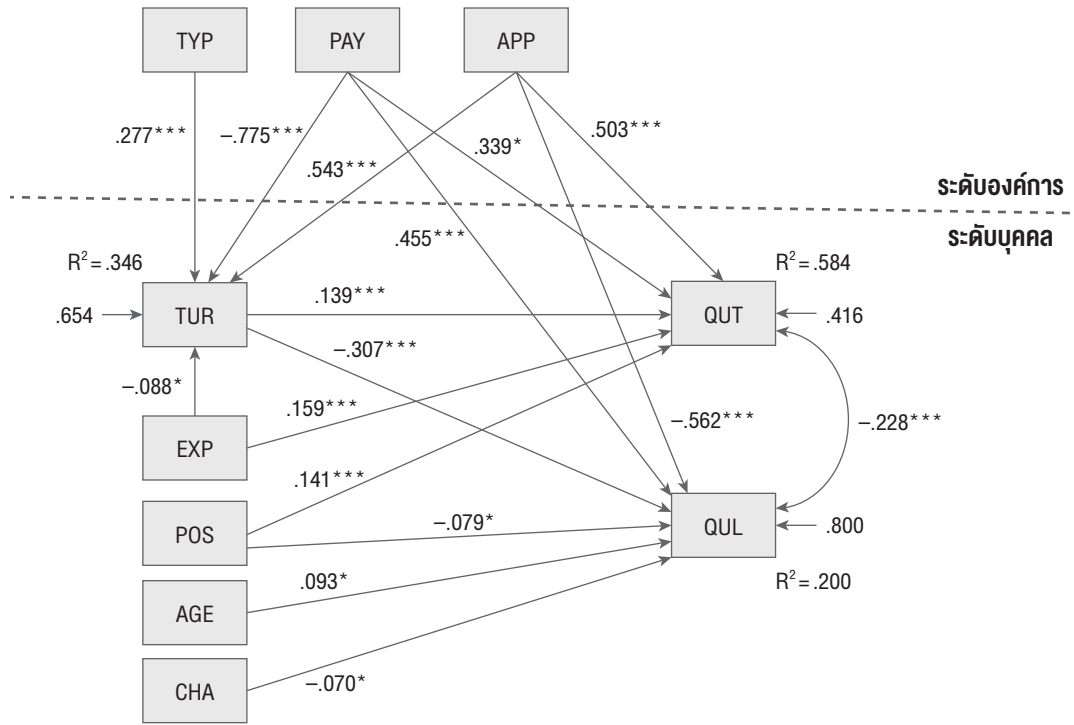 TYP
PAY
APP
.277***
–.775***
.543***
.339*
.503***
ระดับองค์การ
ระดับบุคคล
.455***
R² = .346
R² = .584
.654
TUR
.139***
QUT
.416
–.307***
–.088*
.159***
–.562***
–.228***
EXP
.141***
POS
–.079*
QUL
.800
.093*
R² = .200
AGE
–.070*
CHA